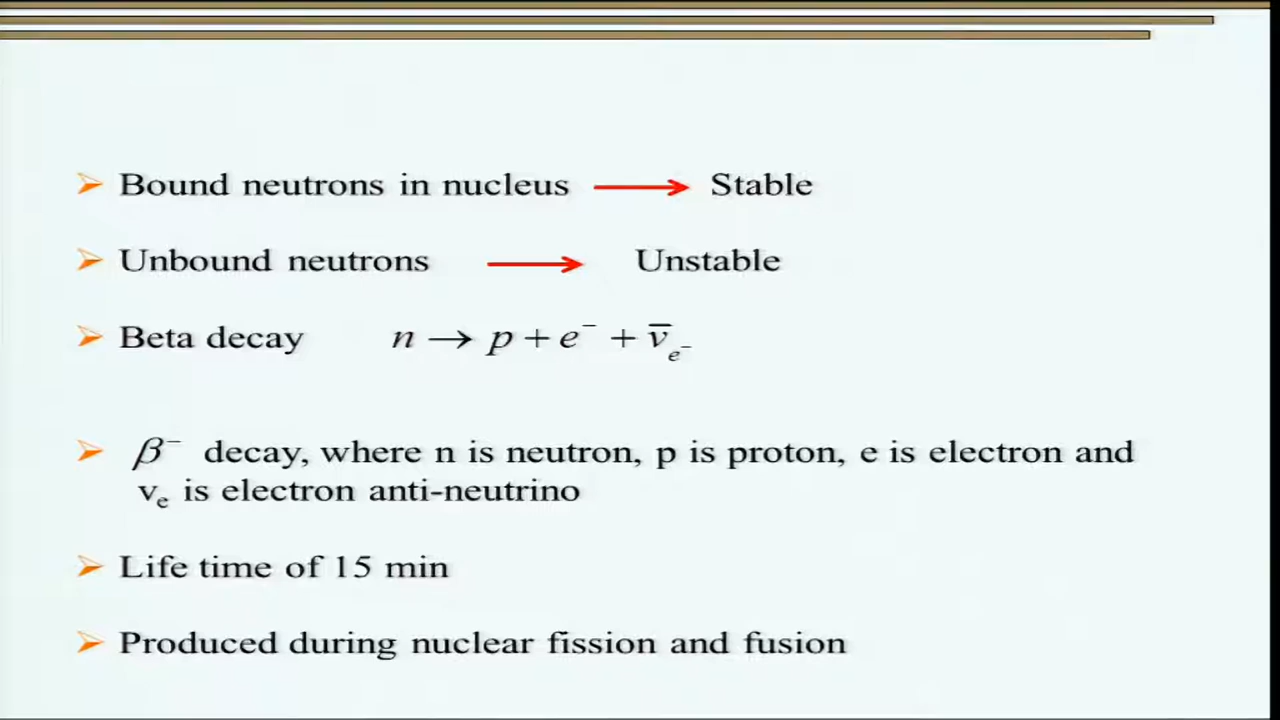 Bound neutrons in nucleus ⟶ Stable
Unbound neutrons ⟶ Unstable
Beta decay n → p + e⁻ + v̅ₑ⁻
β⁻ decay, where n is neutron, p is proton, e is electron and
vₑ is electron anti-neutrino
Life time of 15 min
Produced during nuclear fission and fusion